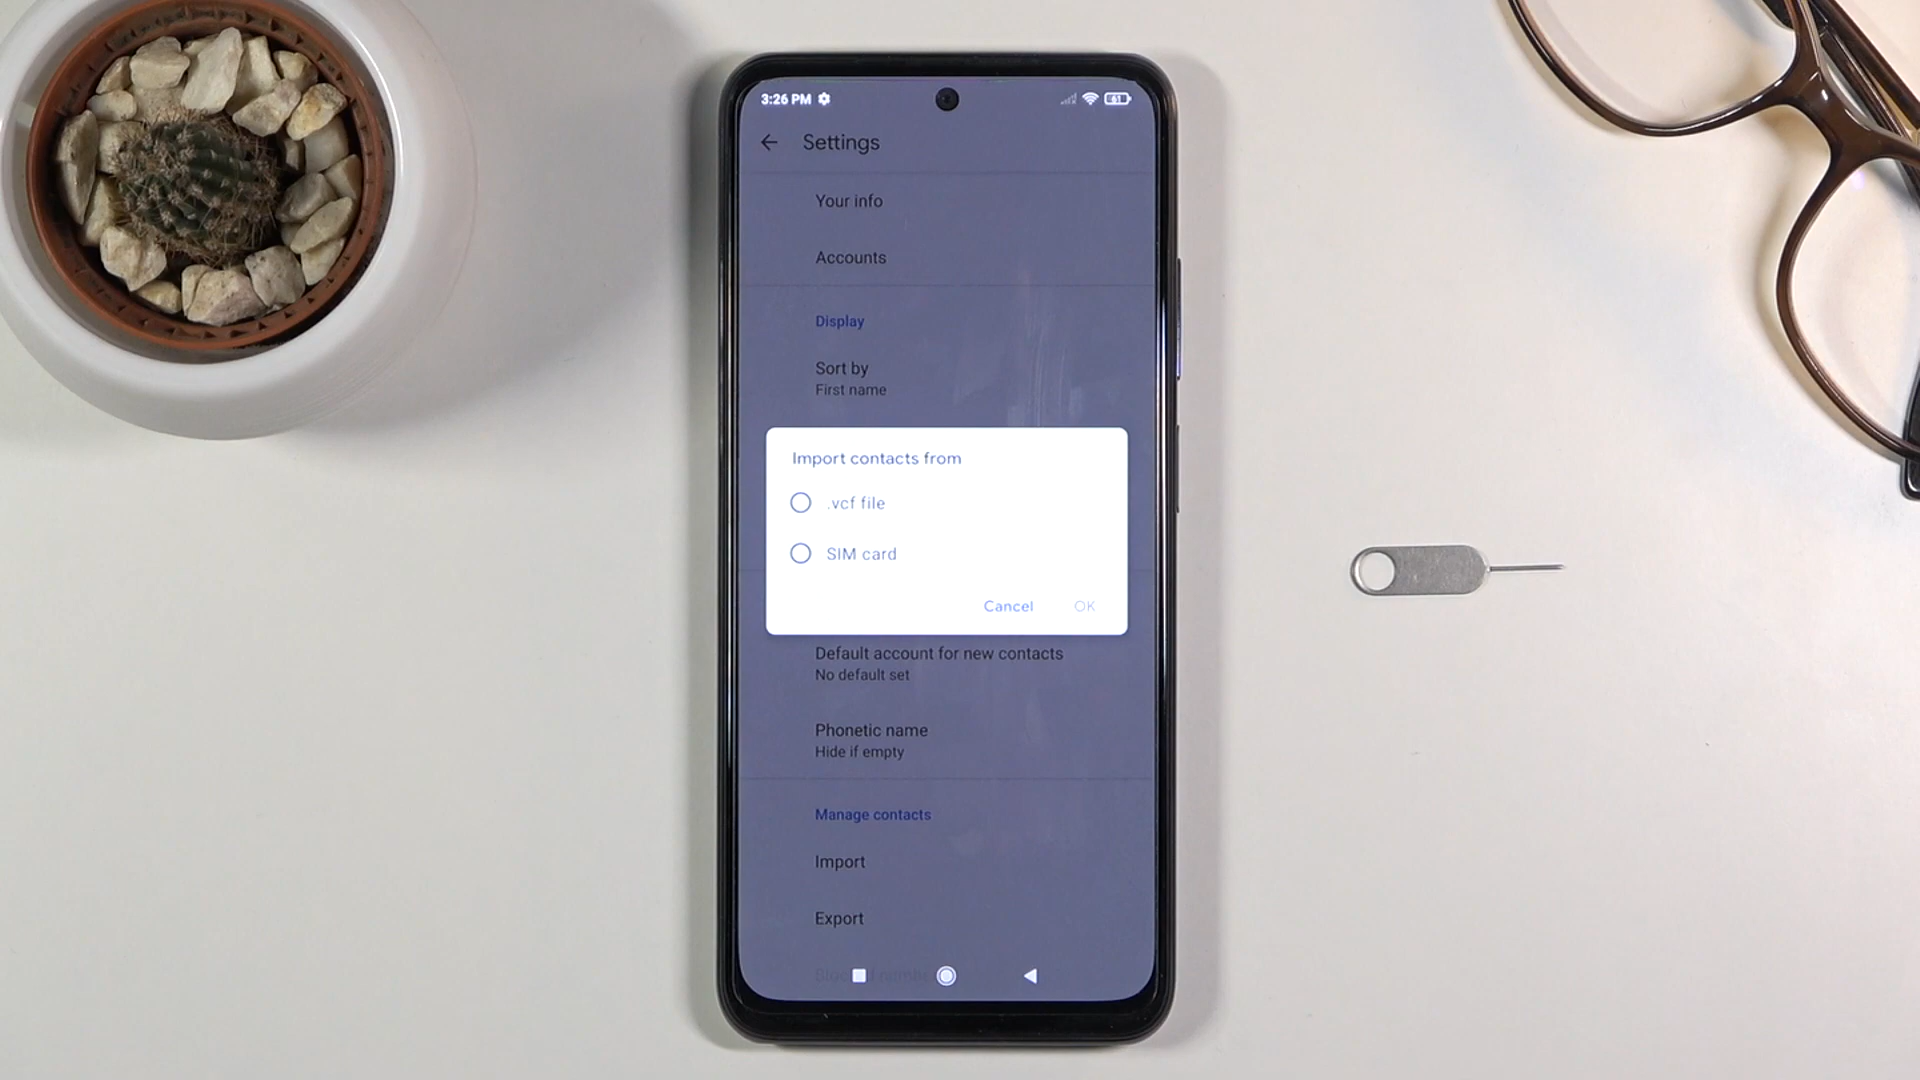 3:26 PM
61
Settings
Your info
Accounts
Display
Sort by
First name
Import contacts from
.vcf file
SIM card
Cancel OK
Default account for new contacts
No default set
Phonetic name
Hide if empty
Manage contacts
Import
Export